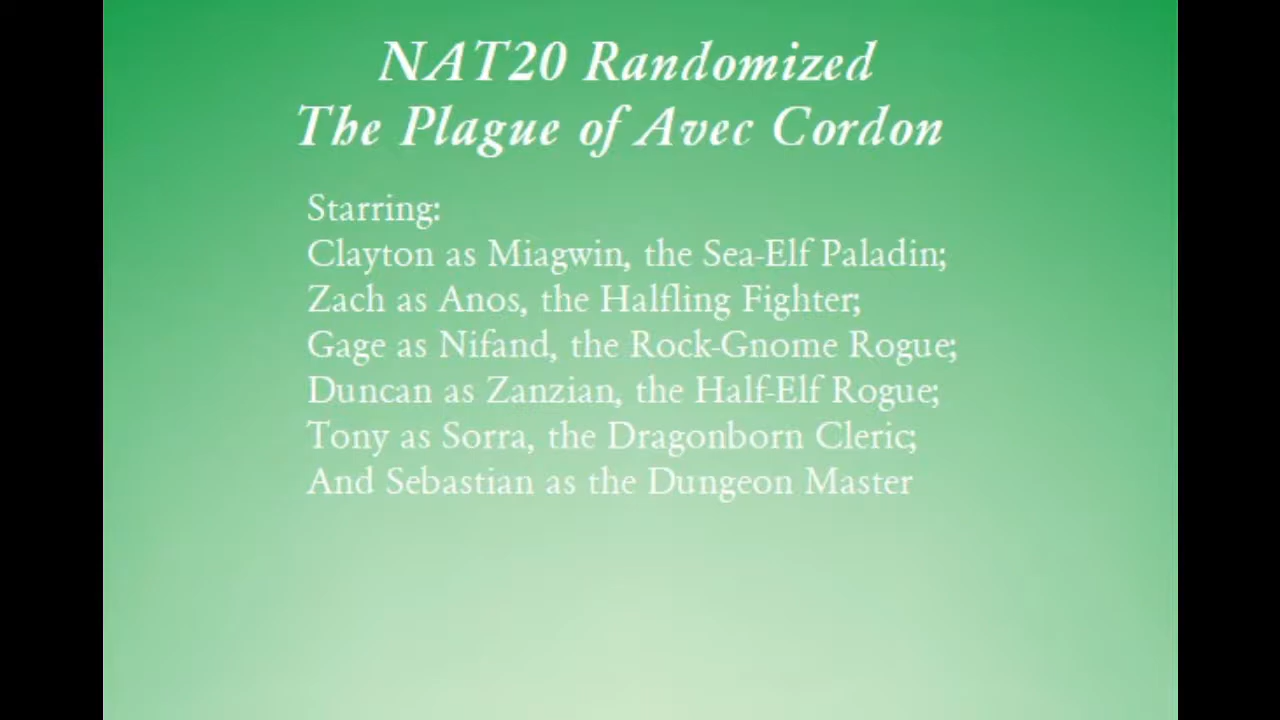 NAT20 Randomized
The Plague of Avec Cordon
Starring:
Clayton as Miagwin, the Sea-Elf Paladin;
Zach as Anos, the Halfling Fighter;
Gage as Nifand, the Rock-Gnome Rogue;
Duncan as Zanzian, the Half-Elf Rogue;
Tony as Sorra, the Dragonborn Cleric;
And Sebastian as the Dungeon Master